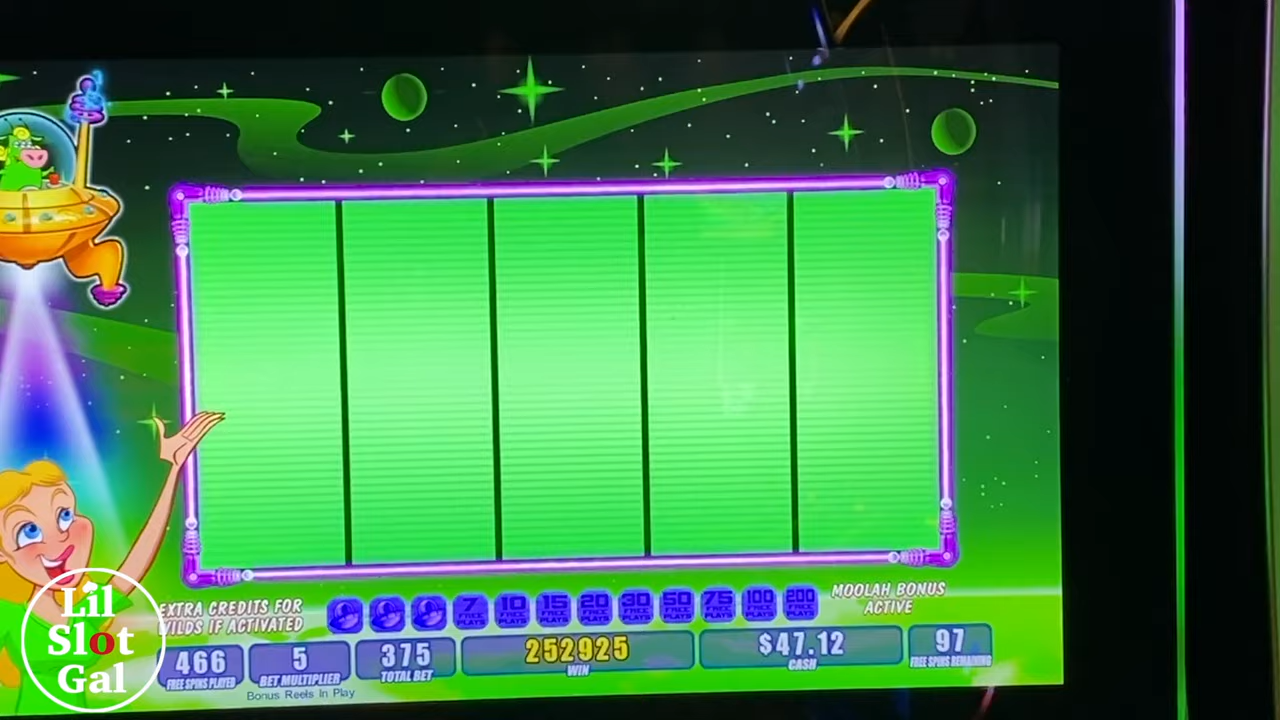 EXTRA CREDITS FOR
WILDS IF ACTIVATED
7 FREE PLAYS
10 FREE PLAYS
15 FREE PLAYS
20 FREE PLAYS
30 FREE PLAYS
50 FREE PLAYS
75 FREE PLAYS
100 FREE PLAYS
200 FREE PLAYS
MOOLAH BONUS
ACTIVE
466
FREE SPINS PLAYED
5
BET MULTIPLIER
375
TOTAL BET
252925
WIN
$47.12
CASH
97
FREE SPINS REMAINING
Bonus Reels In Play
Lil
Slot
Gal